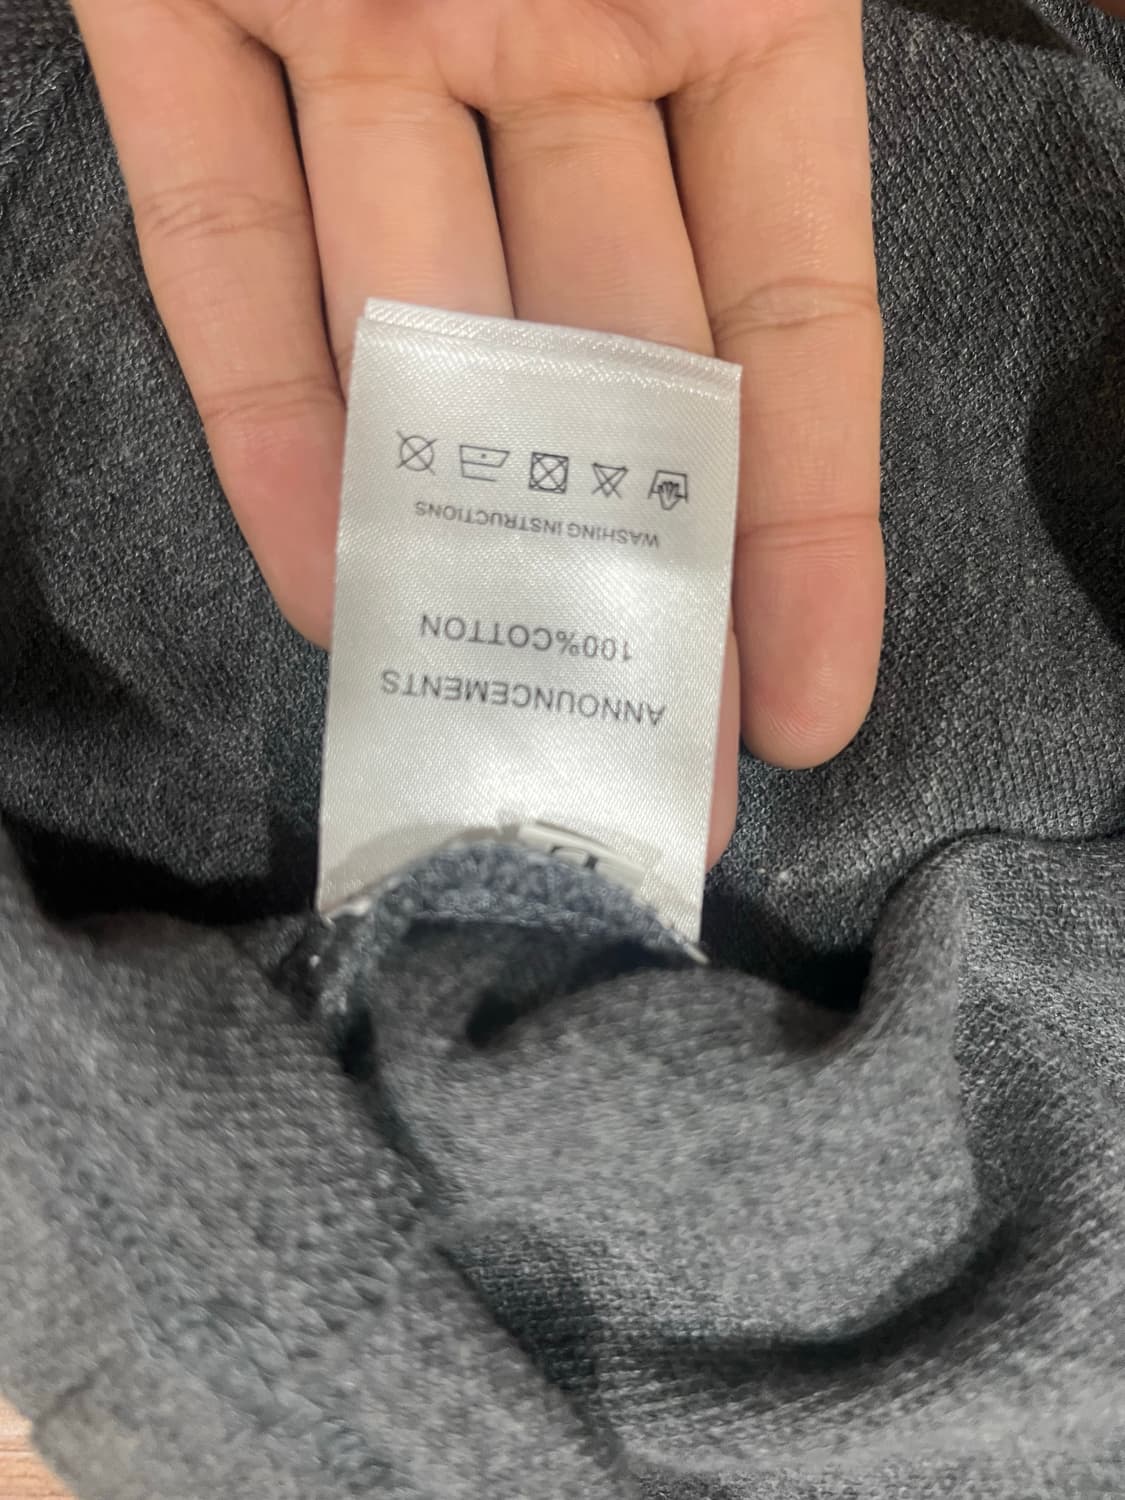 ANNOUNCEMENTS
100%COTTON
WASHING INSTRUCTIONS